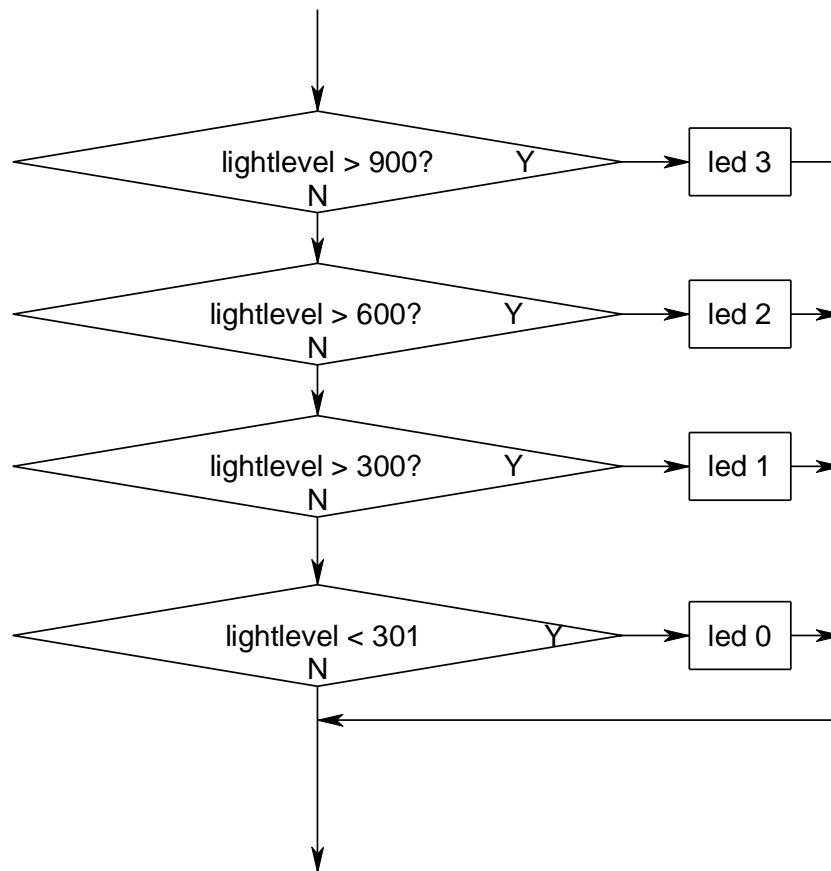 lightlevel > 900? Y
N
led 3
lightlevel > 600? Y
N
led 2
lightlevel > 300? Y
N
led 1
lightlevel < 301 Y
N
led 0